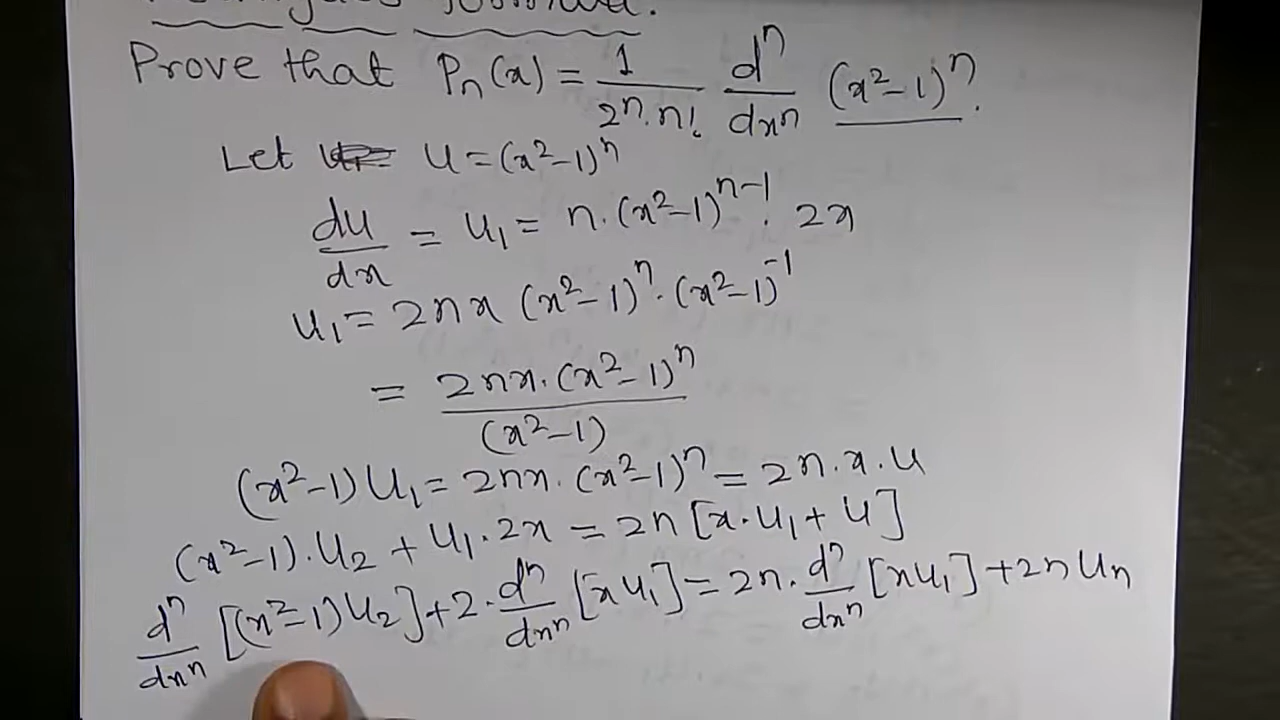 Prove that Pn(x) = 1/(2^n · n!) d^n/dx^n (x²-1)^n.
Let u = (x²-1)^n
du/dx = u₁ = n·(x²-1)^(n-1) · 2x
u₁ = 2nx (x²-1)^n · (x²-1)^-1
= 2nx·(x²-1)^n / (x²-1)
(x²-1)u₁ = 2nx·(x²-1)^n = 2n·x·u
(x²-1)·u₂ + u₁·2x = 2n[x·u₁ + u]
d^n/dx^n [(x²-1)u₂] + 2·d^n/dx^n [xu₁] = 2n·d^n/dx^n [xu₁] + 2n uₙ